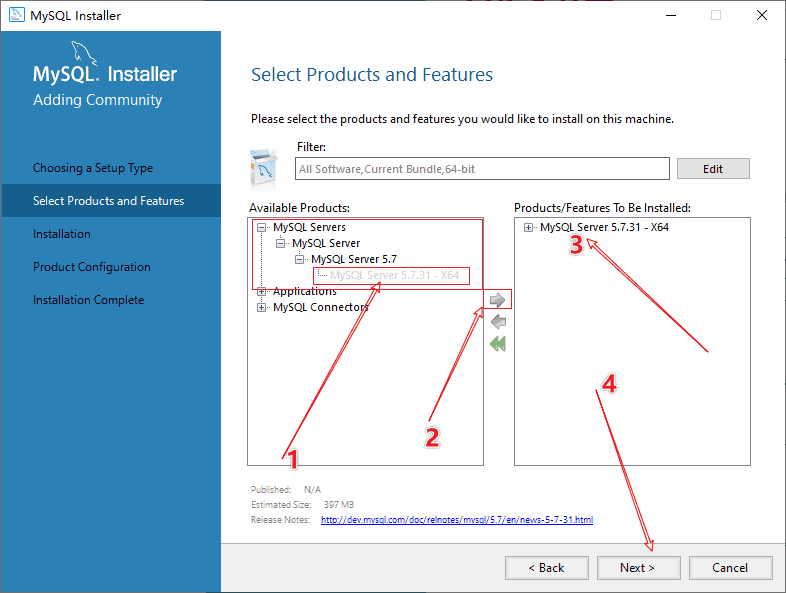 MySQL Installer
MySQL. Installer
Adding Community
Choosing a Setup Type
Select Products and Features
Installation
Product Configuration
Installation Complete
Select Products and Features
Please select the products and features you would like to install on this machine.
Filter:
All Software,Current Bundle,64-bit
Edit
Available Products:
MySQL Servers
MySQL Server
MySQL Server 5.7
MySQL Server 5.7.31 - X64
Applications
MySQL Connectors
Products/Features To Be Installed:
MySQL Server 5.7.31 - X64
3
4
2
1
Published: N/A
Estimated Size: 397 MB
Release Notes: http://dev.mysql.com/doc/relnotes/mysql/5.7/en/news-5-7-31.html
< Back
Next >
Cancel